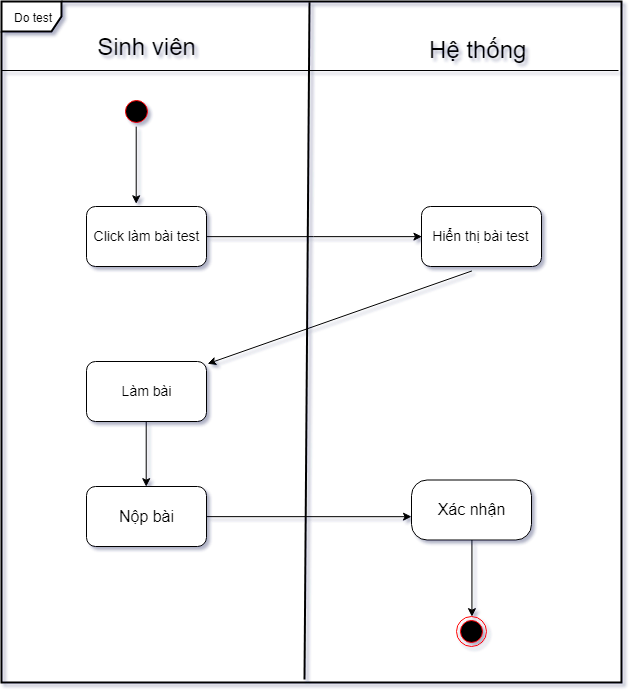 Do test
Sinh viên
Hệ thống
Click làm bài test
Hiển thị bài test
Làm bài
Nộp bài
Xác nhận